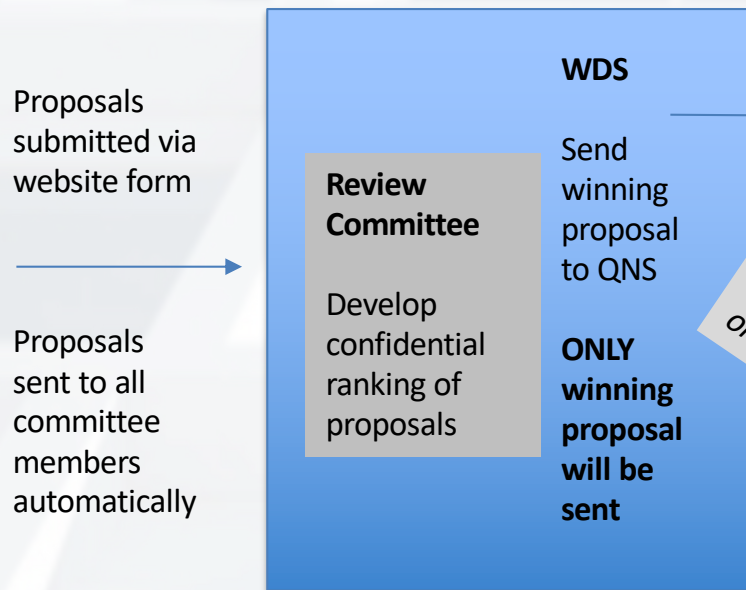 Proposals
submitted via
website form
Proposals
sent to all
committee
members
automatically
Review
Committee
Develop
confidential
ranking of
proposals
WDS
Send
winning
proposal
to QNS
ONLY
winning
proposal
will be
sent